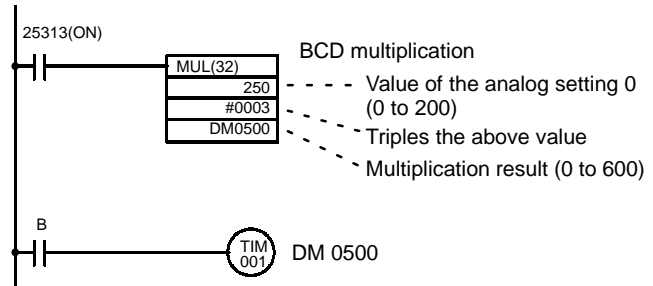 25313(ON)
BCD multiplication
MUL(32)
250
Value of the analog setting 0
(0 to 200)
#0003
Triples the above value
DM0500
Multiplication result (0 to 600)
B
TIM
001
DM 0500